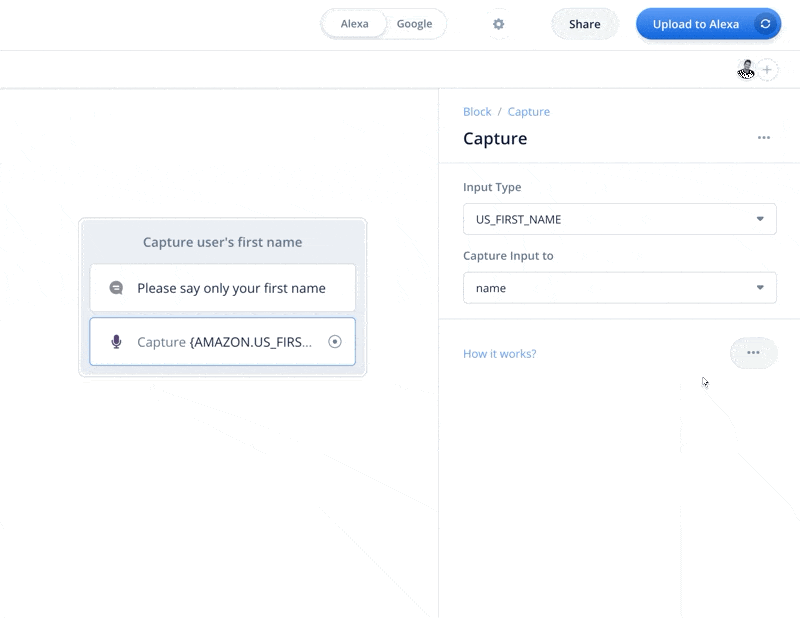 Alexa
Google
Share
Upload to Alexa
Block / Capture
Capture
Input Type
US_FIRST_NAME
Capture Input to
name
How it works?
Capture user's first name
Please say only your first name
Capture {AMAZON.US_FIRS...